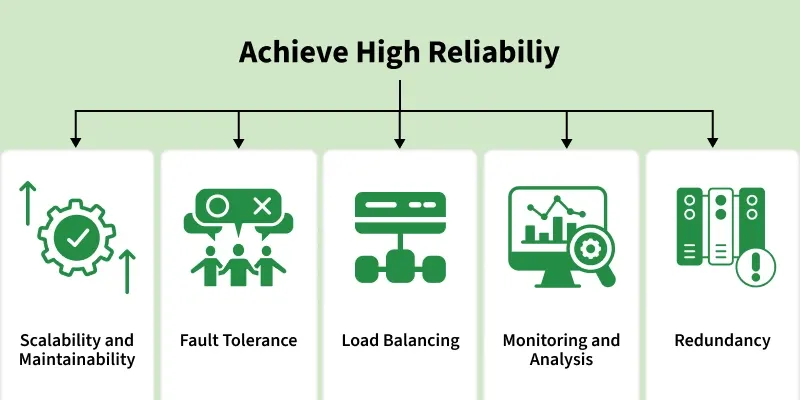 Achieve High Reliabiliy
Scalability and
Maintainability
Fault Tolerance
Load Balancing
Monitoring and
Analysis
Redundancy